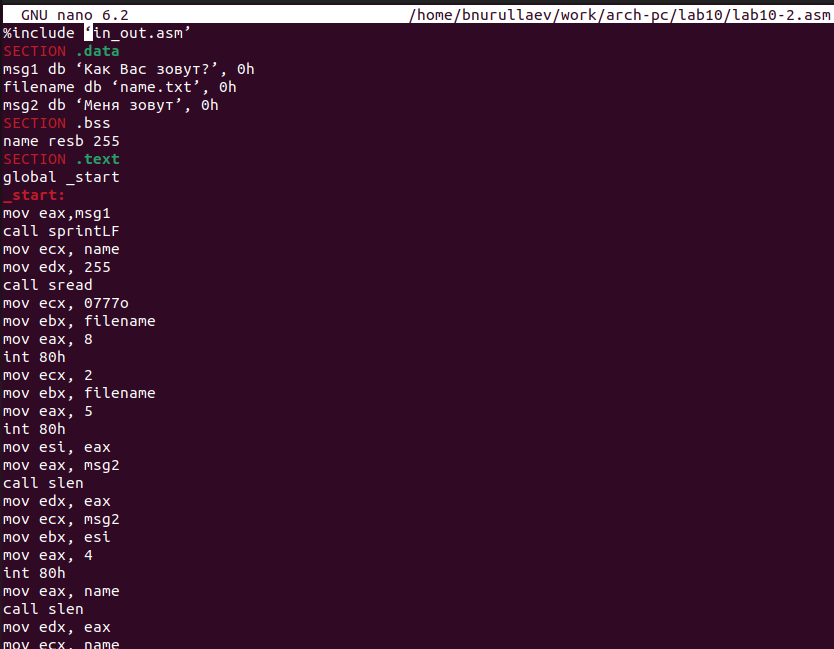 GNU nano 6.2 /home/bnurullaev/work/arch-pc/lab10/lab10-2.asm
%include ‘in_out.asm’
SECTION .data
msg1 db ‘Как Вас зовут?’, 0h
filename db ‘name.txt’, 0h
msg2 db ‘Меня зовут’, 0h
SECTION .bss
name resb 255
SECTION .text
global _start
_start:
mov eax,msg1
call sprintLF
mov ecx, name
mov edx, 255
call sread
mov ecx, 0777o
mov ebx, filename
mov eax, 8
int 80h
mov ecx, 2
mov ebx, filename
mov eax, 5
int 80h
mov esi, eax
mov eax, msg2
call slen
mov edx, eax
mov ecx, msg2
mov ebx, esi
mov eax, 4
int 80h
mov eax, name
call slen
mov edx, eax
mov ecx, name